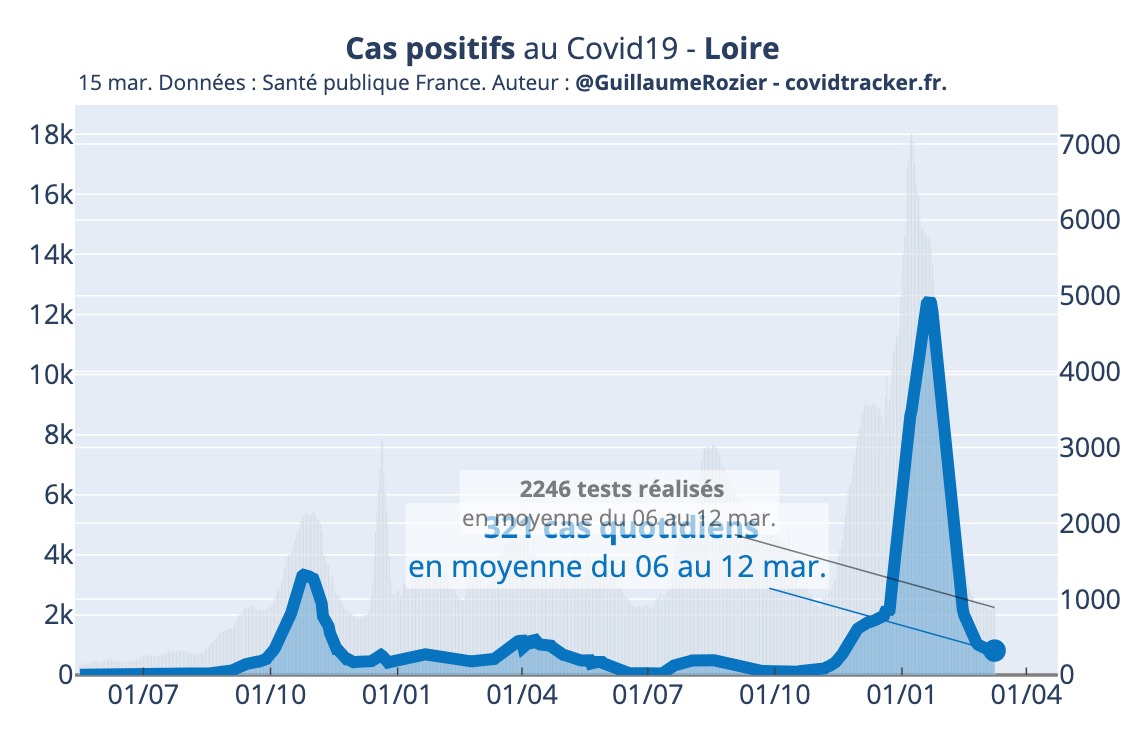 Cas positifs au Covid19 - Loire
15 mar. Données : Santé publique France. Auteur : @GuillaumeRozier - covidtracker.fr.
18k
16k
14k
12k
10k
8k
6k
4k
2k
0
7000
6000
5000
4000
3000
2000
1000
0
2246 tests réalisés
en moyenne du 06 au 12 mar.
321 cas quotidiens
en moyenne du 06 au 12 mar.
01/07 01/10 01/01 01/04 01/07 01/10 01/01 01/04